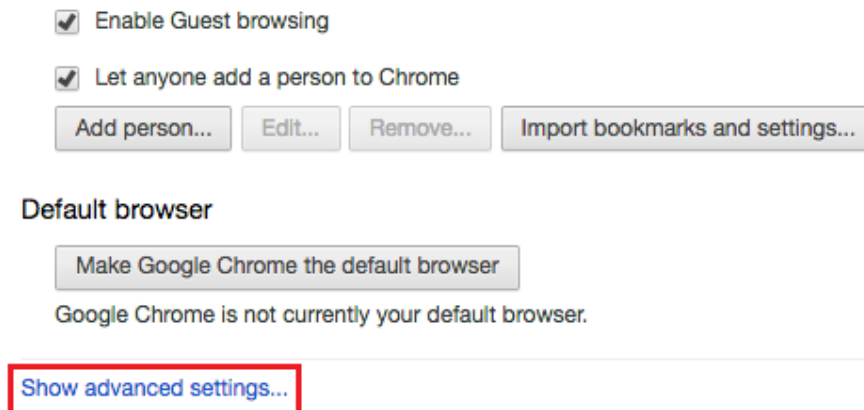 Enable Guest browsing
Let anyone add a person to Chrome
Add person... Edit... Remove... Import bookmarks and settings...
Default browser
Make Google Chrome the default browser
Google Chrome is not currently your default browser.
Show advanced settings...